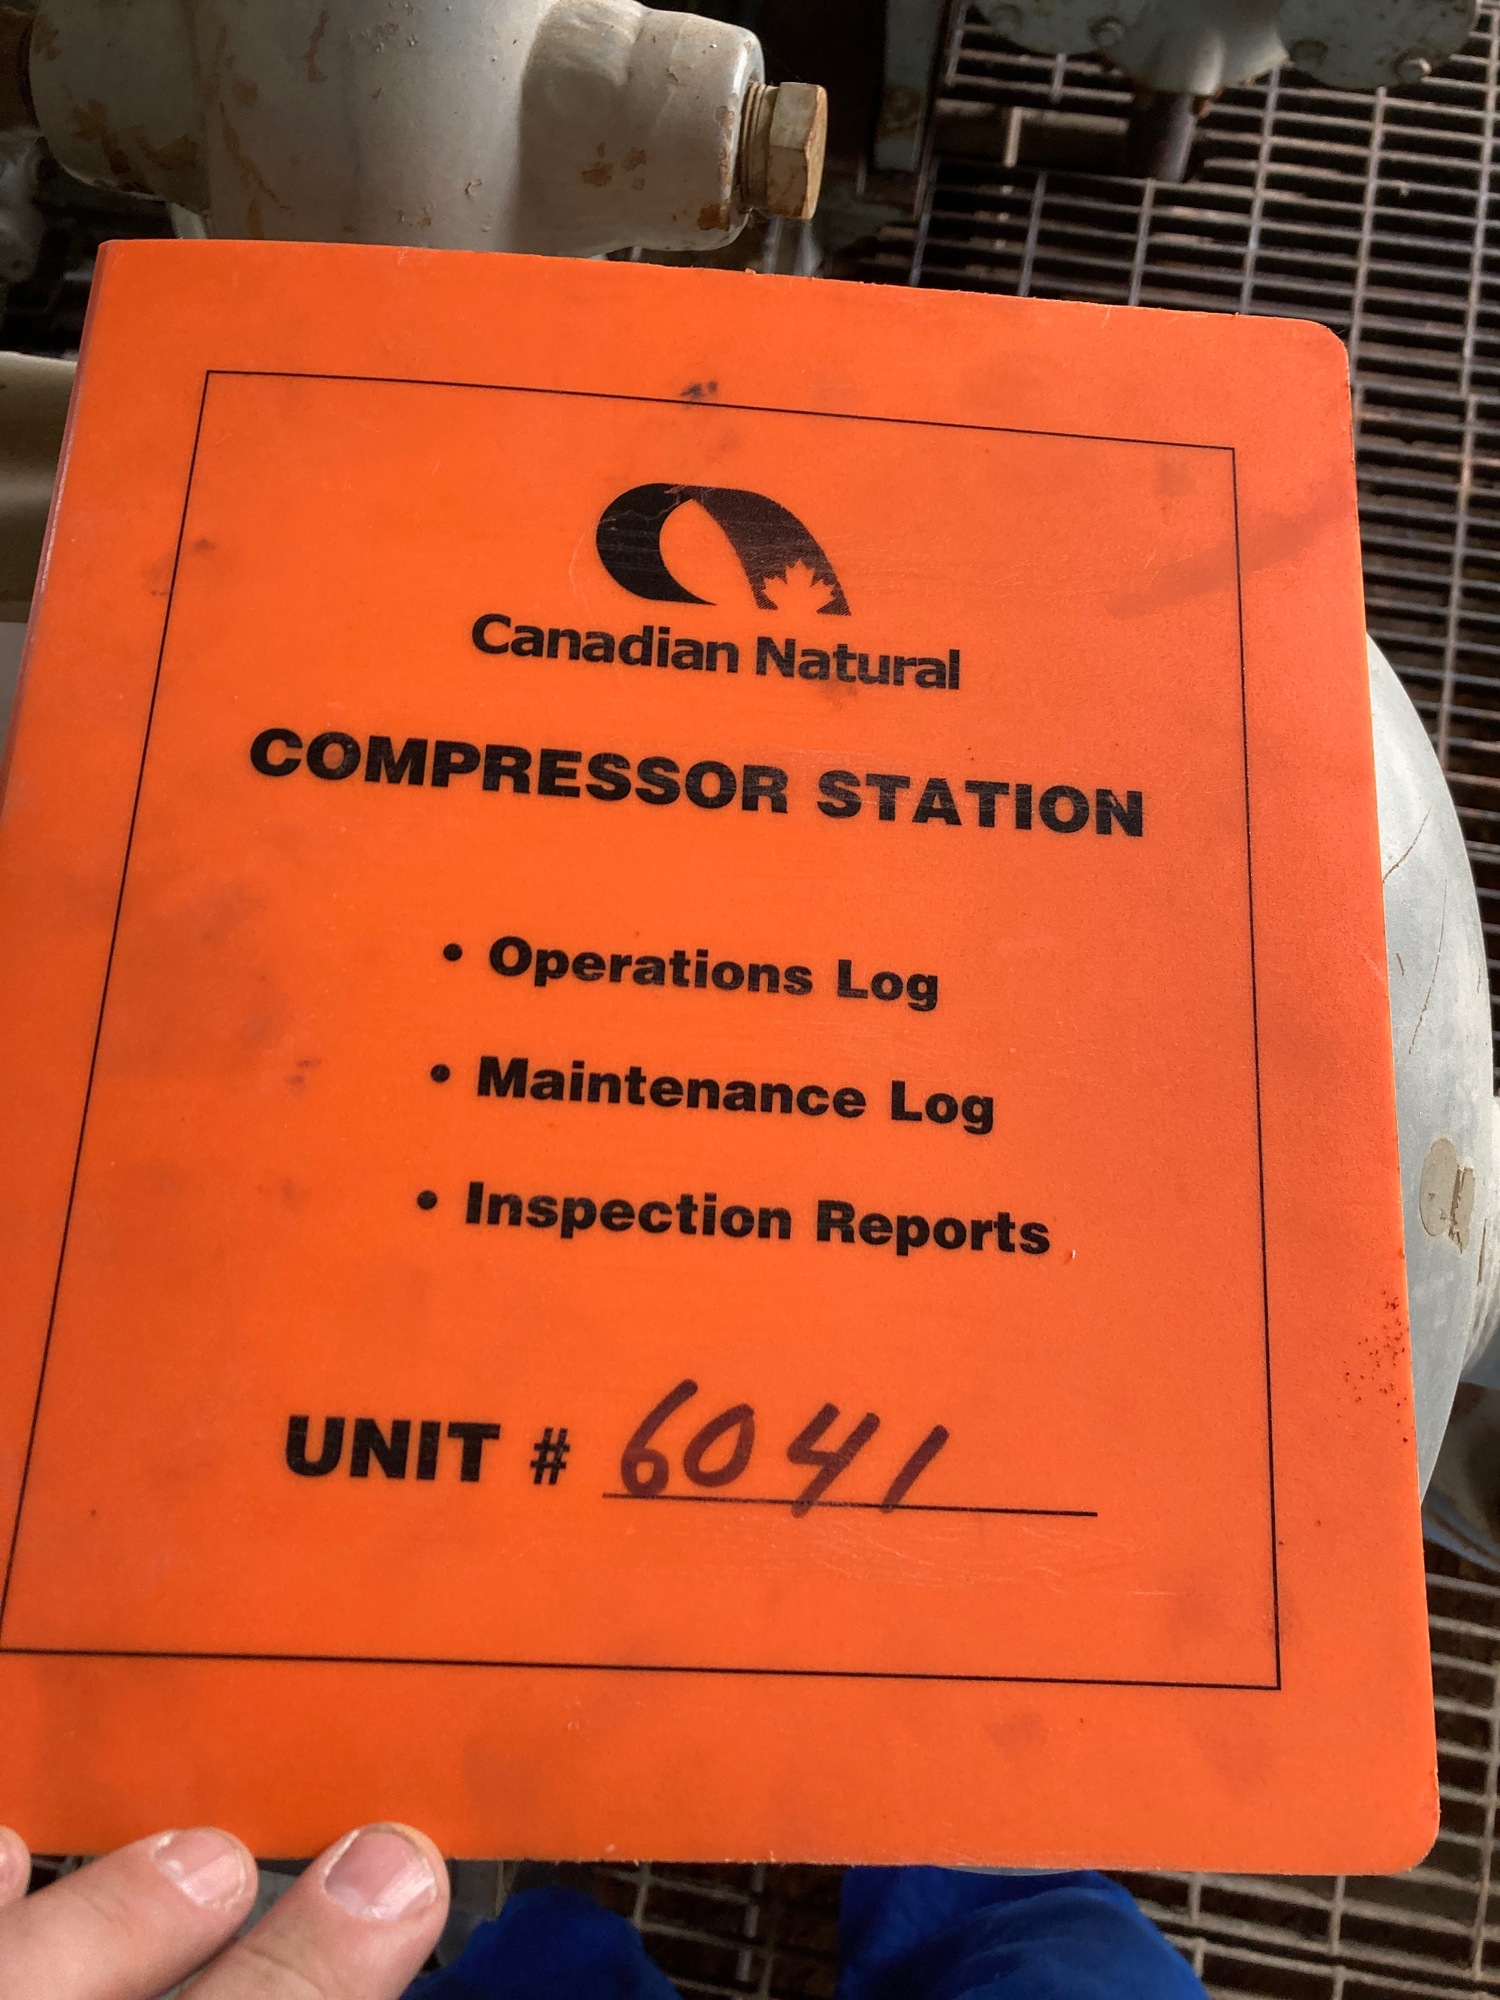 Canadian Natural
COMPRESSOR STATION
• Operations Log
• Maintenance Log
• Inspection Reports
UNIT # 6041